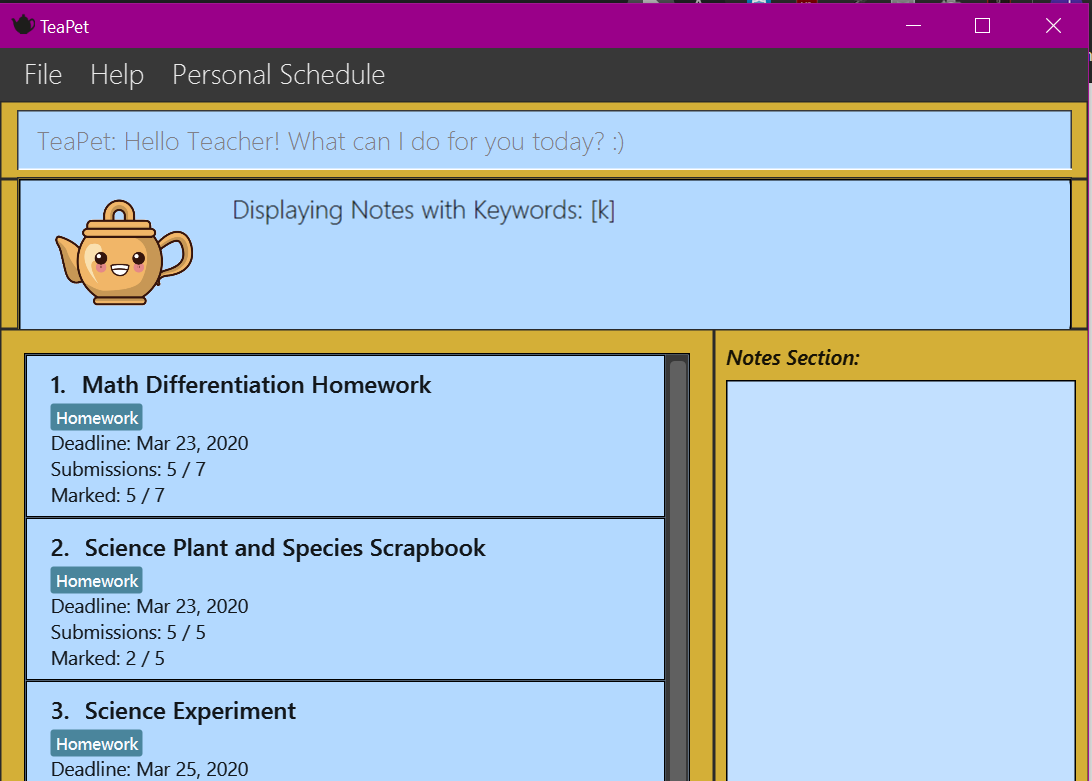 TeaPet
File Help Personal Schedule
TeaPet: Hello Teacher! What can I do for you today? :)
Displaying Notes with Keywords: [k]
1. Math Differentiation Homework
Homework
Deadline: Mar 23, 2020
Submissions: 5 / 7
Marked: 5 / 7
2. Science Plant and Species Scrapbook
Homework
Deadline: Mar 23, 2020
Submissions: 5 / 5
Marked: 2 / 5
3. Science Experiment
Homework
Deadline: Mar 25, 2020
Notes Section: